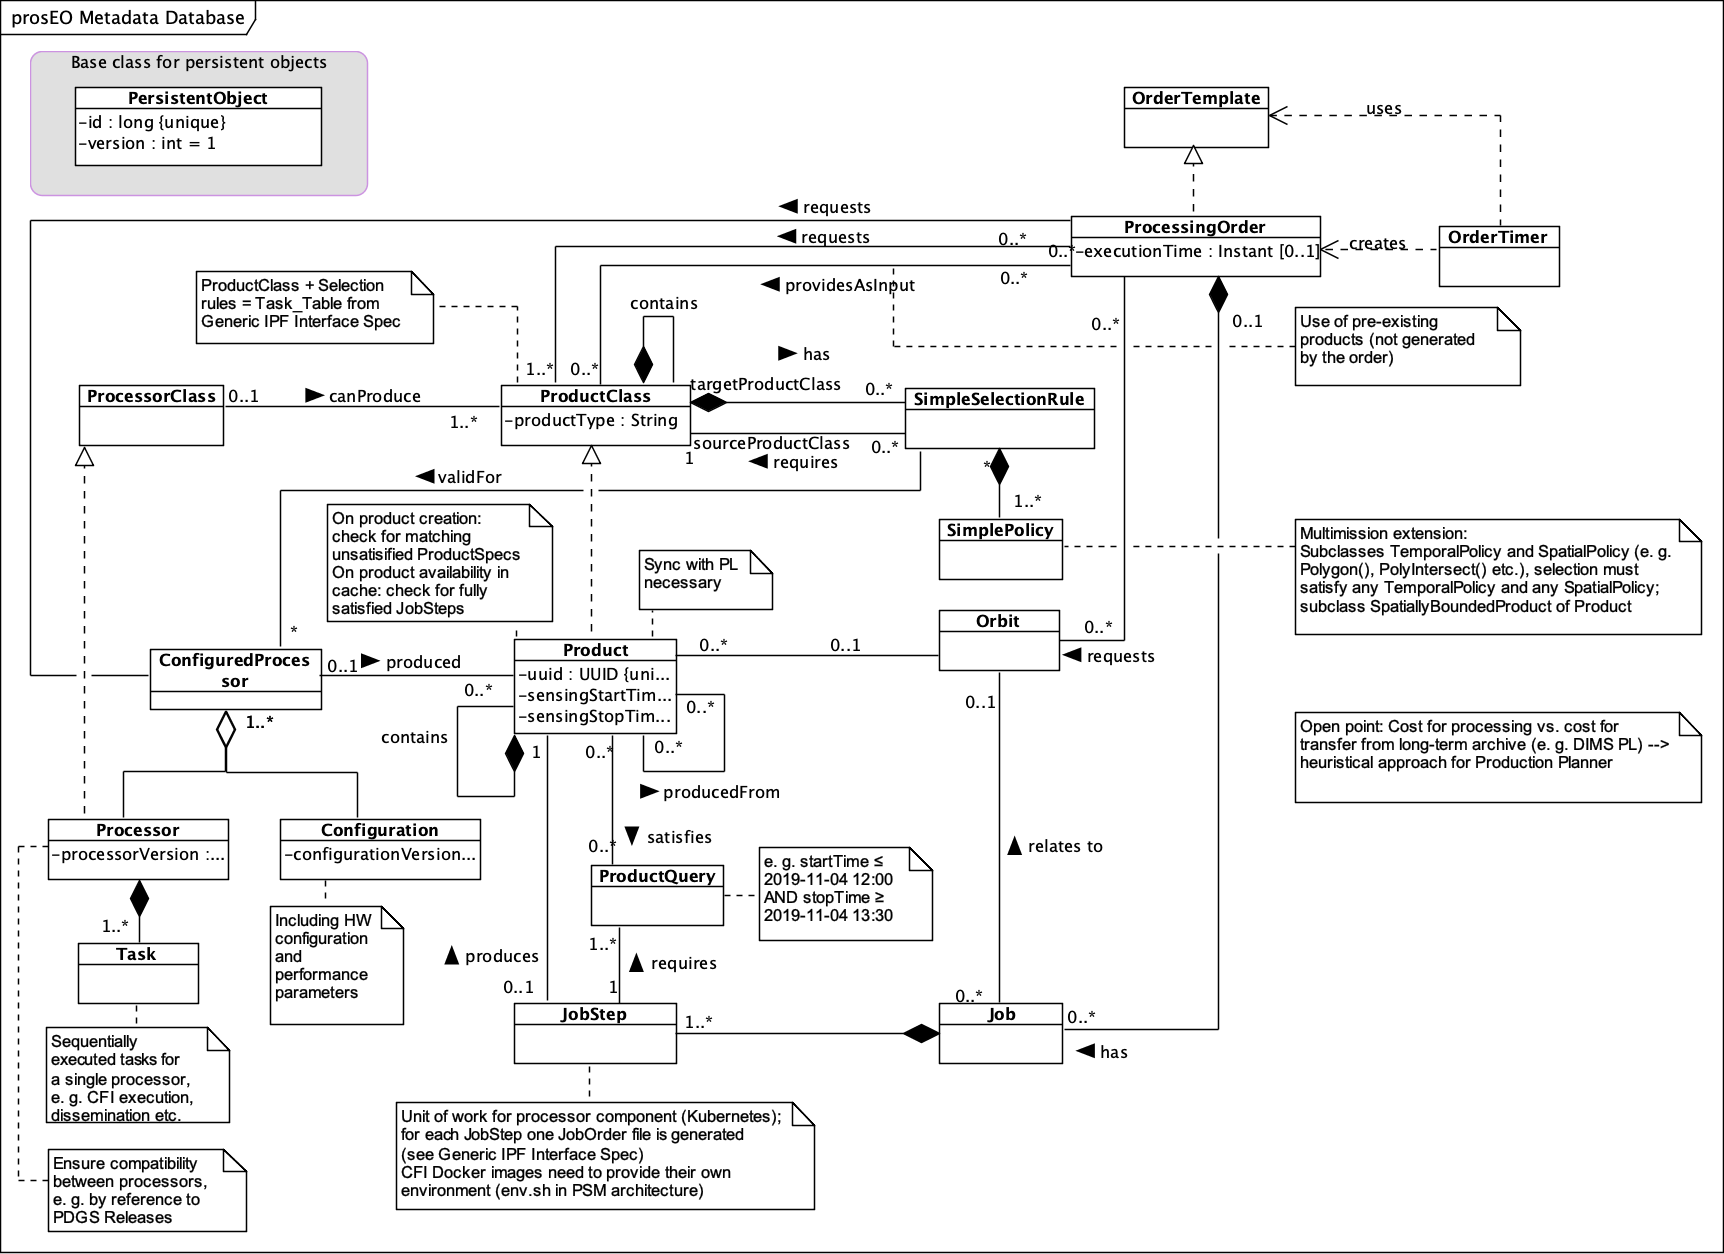 prosEO Metadata Database
Base class for persistent objects
PersistentObject
-id : long {unique}
-version : int = 1
OrderTemplate
uses
requests
requests
0..*
0..*
ProcessingOrder
-executionTime : Instant [0..1]
creates
OrderTimer
providesAsInput
0..*
ProductClass + Selection
rules = Task_Table from
Generic IPF Interface Spec
contains
0..*
0..1
Use of pre-existing
products (not generated
by the order)
has
1..*
0..*
ProcessorClass
0..1
canProduce
1..*
ProductClass
-productType : String
targetProductClass
0..*
SimpleSelectionRule
sourceProductClass
0..*
1
requires
validFor
*
1..*
SimplePolicy
On product creation:
check for matching
unsatisified ProductSpecs
On product availability in
cache: check for fully
satisfied JobSteps
Sync with PL
necessary
Multimission extension:
Subclasses TemporalPolicy and SpatialPolicy (e. g.
Polygon(), PolyIntersect() etc.), selection must
satisfy any TemporalPolicy and any SpatialPolicy;
subclass SpatiallyBoundedProduct of Product
*
ConfiguredProces
sor
0..1
produced
0..*
Product
-uuid : UUID {uni...
-sensingStartTim...
-sensingStopTim...
0..*
0..1
Orbit
0..*
requests
0..1
1..*
contains
1
0..*
0..*
0..*
producedFrom
Open point: Cost for processing vs. cost for
transfer from long-term archive (e. g. DIMS PL) -->
heuristical approach for Production Planner
Processor
-processorVersion :...
Configuration
-configurationVersion...
satisfies
0..*
ProductQuery
e. g. startTime ≤
2019-11-04 12:00
AND stopTime ≥
2019-11-04 13:30
relates to
1..*
Task
Including HW
configuration
and
performance
parameters
produces
1..*
requires
0..1
1
0..*
JobStep
1..*
Job
0..*
has
Sequentially
executed tasks for
a single processor,
e. g. CFI execution,
dissemination etc.
Unit of work for processor component (Kubernetes);
for each JobStep one JobOrder file is generated
(see Generic IPF Interface Spec)
CFI Docker images need to provide their own
environment (env.sh in PSM architecture)
Ensure compatibility
between processors,
e. g. by reference to
PDGS Releases